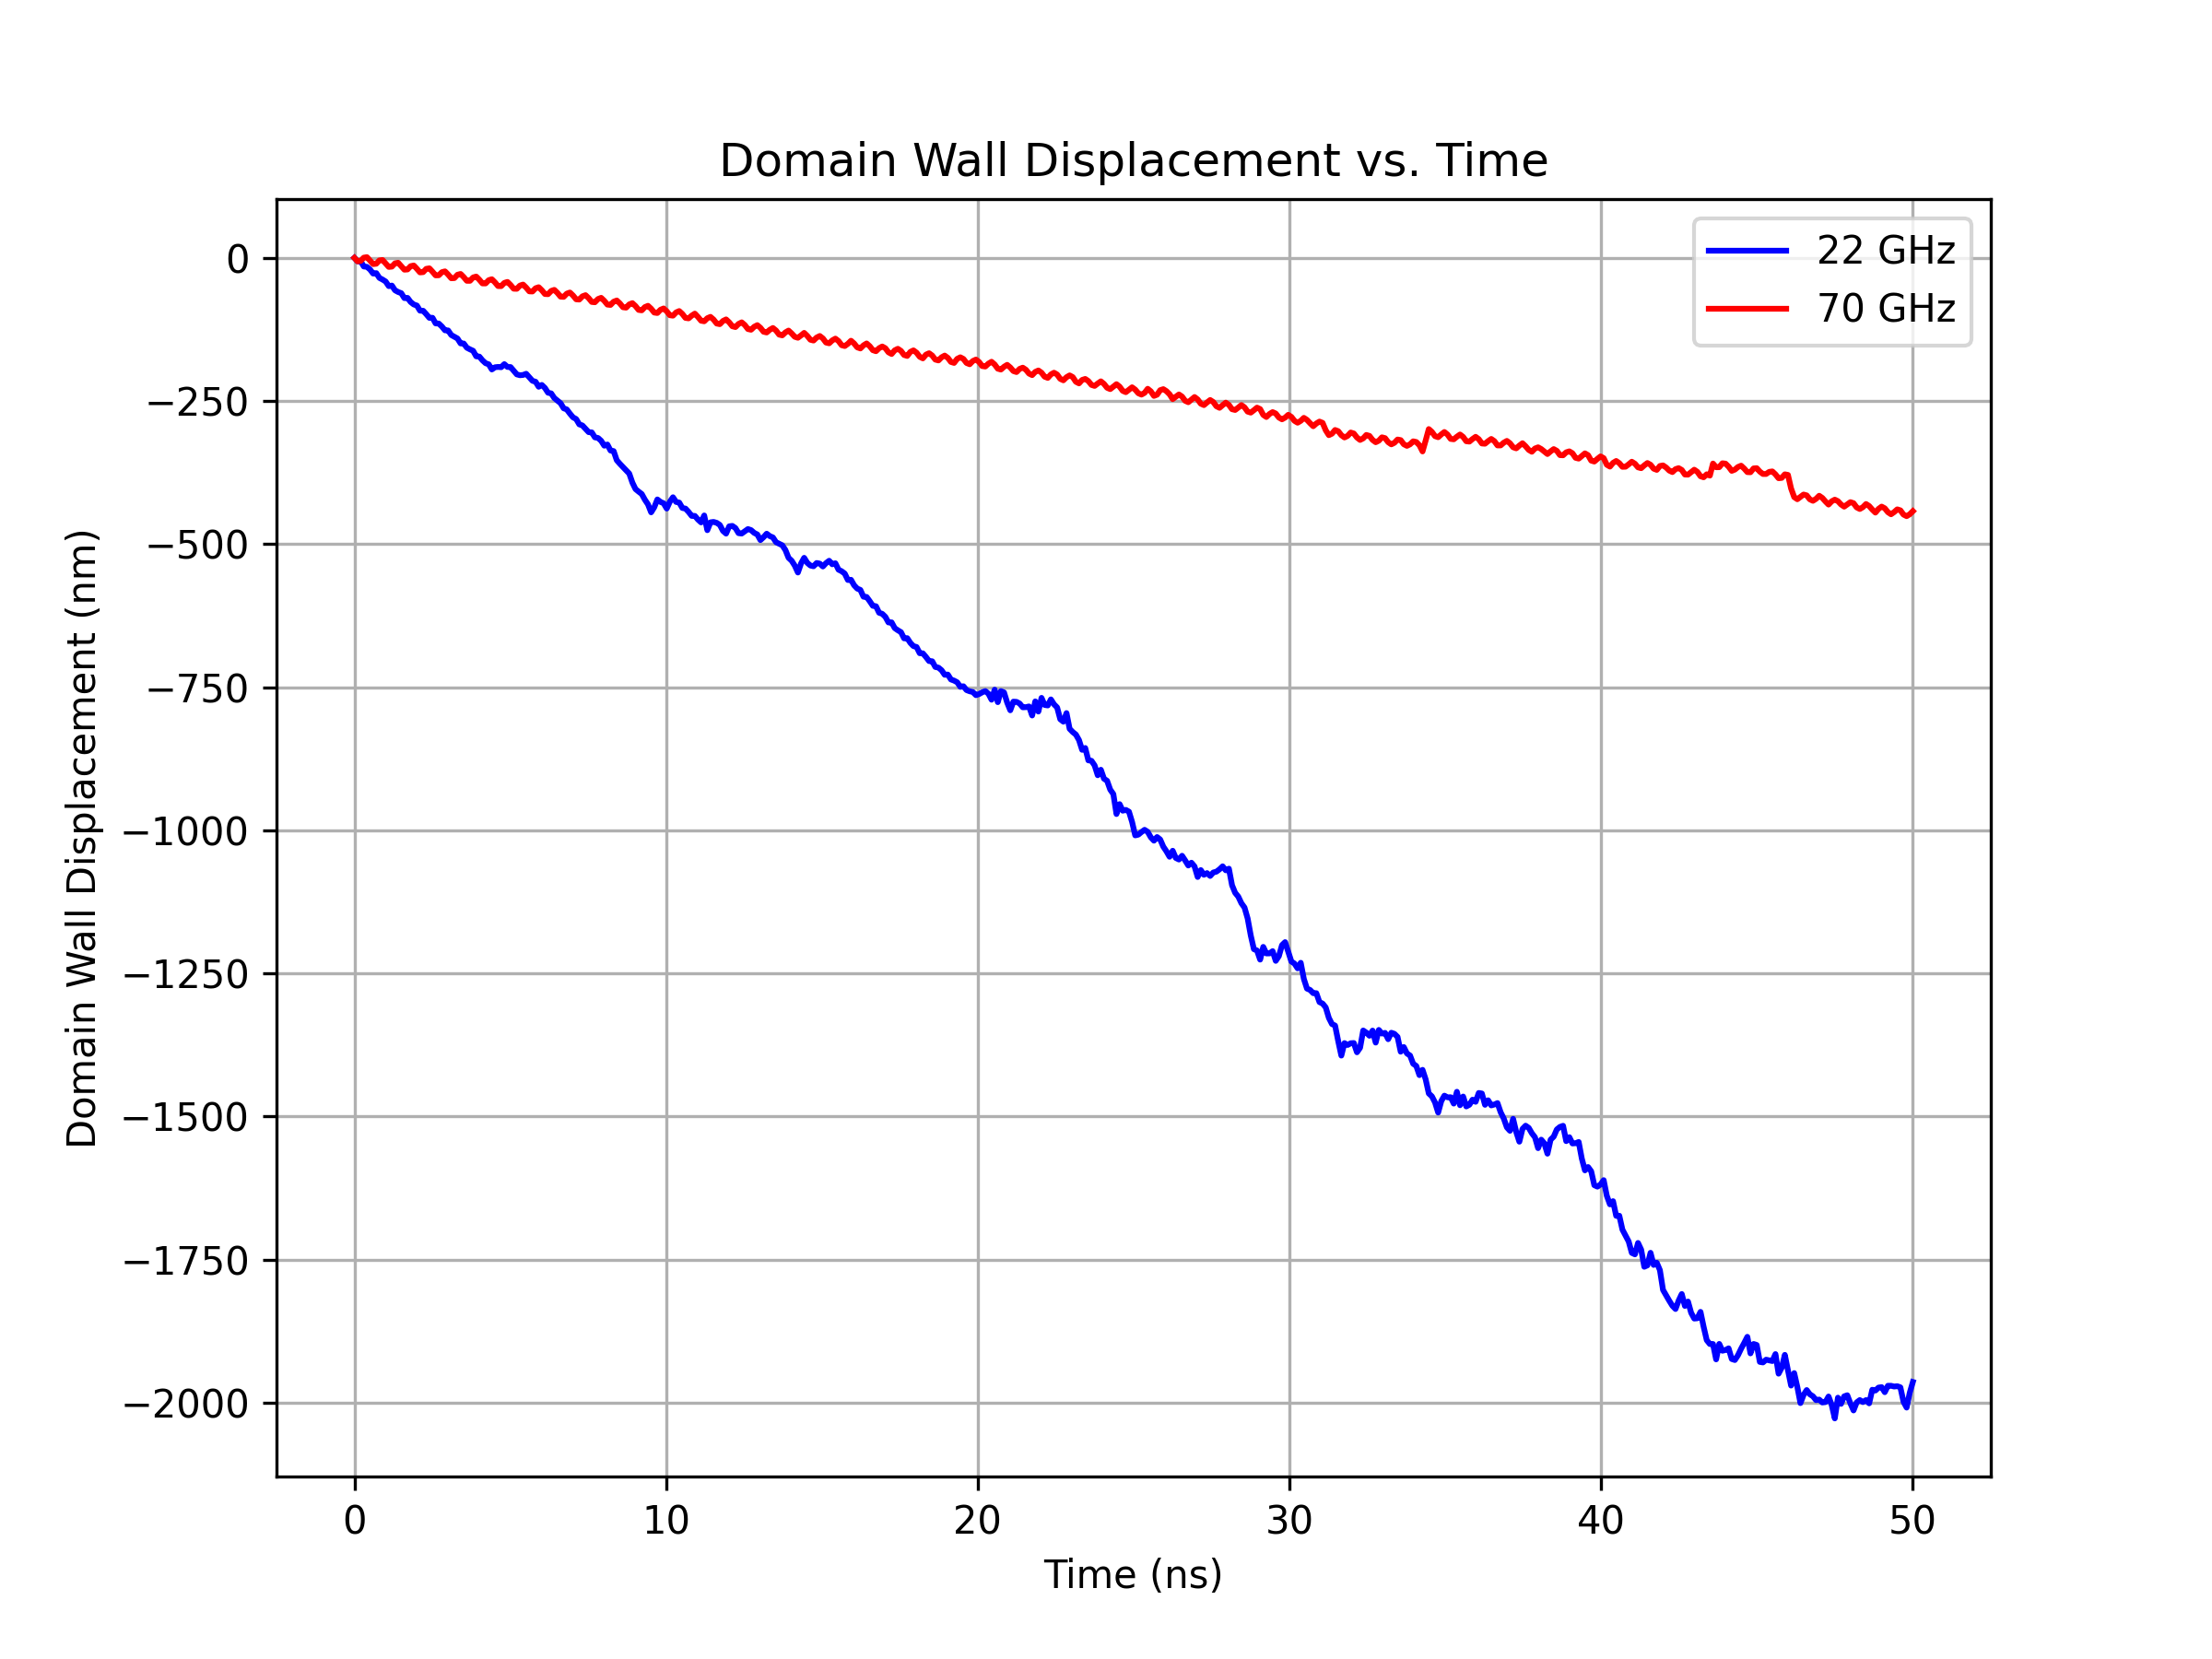 Domain Wall Displacement vs. Time
22 GHz
70 GHz
0
−250
−500
−750
−1000
−1250
−1500
−1750
−2000
Domain Wall Displacement (nm)
0 10 20 30 40 50
Time (ns)